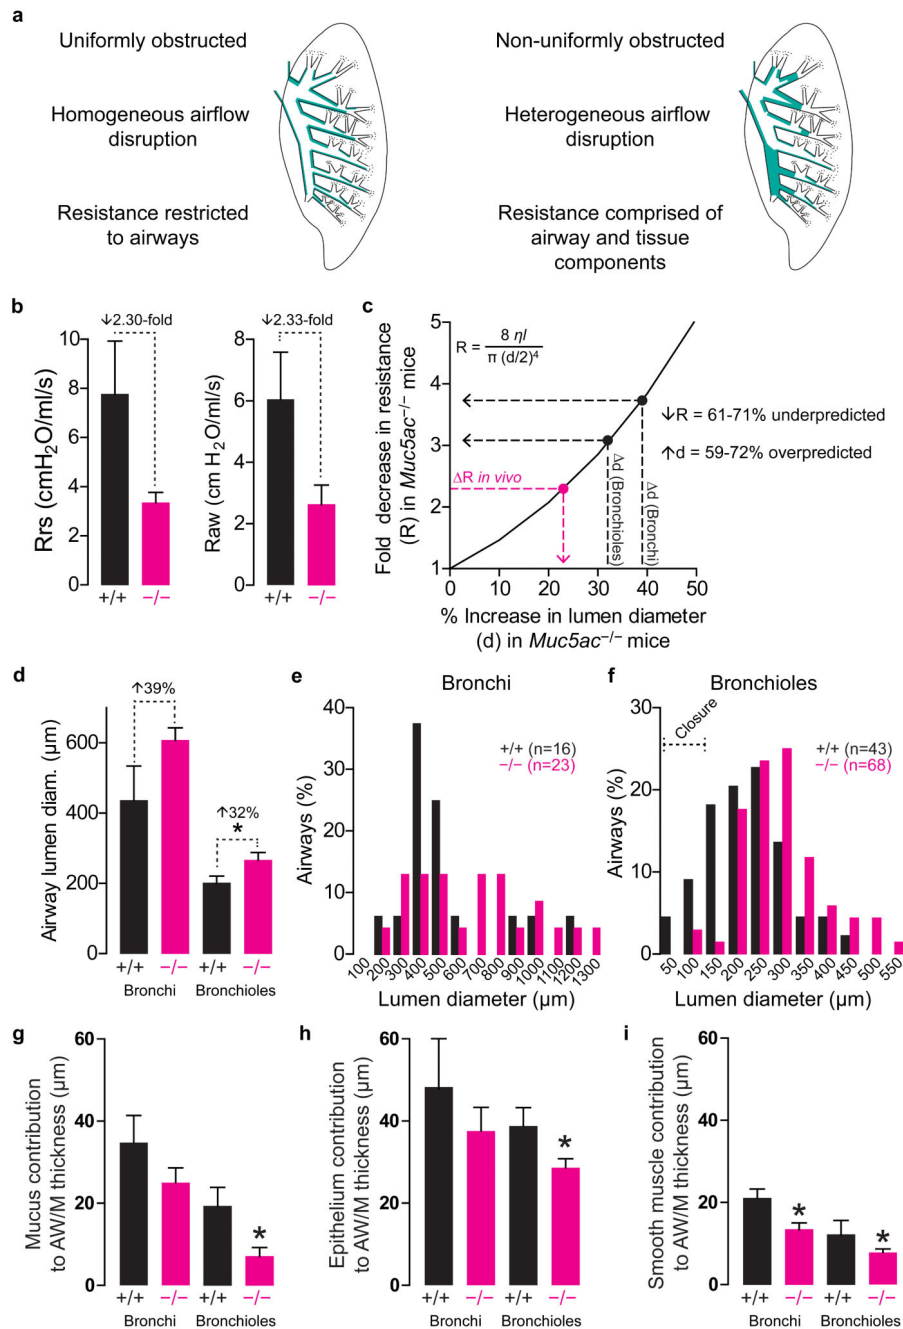 a
Uniformly obstructed
Homogeneous airflow
disruption
Resistance restricted
to airways
Non-uniformly obstructed
Heterogeneous airflow
disruption
Resistance comprised of
airway and tissue
components
b
↓2.30-fold
Rrs (cmH₂O/ml/s)
10
8
6
4
2
0
+/+
−/−
↓2.33-fold
Raw (cm H₂O/ml/s)
8
6
4
2
0
+/+
−/−
c
Fold decrease in resistance
(R) in Muc5ac⁻/⁻ mice
5
4
3
2
1
R = 8 ηl
π (d/2)⁴
ΔR in vivo
Δd (Bronchioles)
Δd (Bronchi)
↓R = 61-71% underpredicted
↑d = 59-72% overpredicted
0 10 20 30 40 50
% Increase in lumen diameter
(d) in Muc5ac⁻/⁻ mice
d
Airway lumen diam. (µm)
600
400
200
0
↑39%
↑32%
*
+/+ −/− +/+ −/−
Bronchi Bronchioles
e
Bronchi
Airways (%)
40
30
20
10
0
+/+ (n=16)
−/− (n=23)
100 200 300 400 500 600 700 800 900 1000 1100 1200 1300
Lumen diameter (µm)
f
Bronchioles
Airways (%)
30
20
10
0
Closure
+/+ (n=43)
−/− (n=68)
50 100 150 200 250 300 350 400 450 500 550
Lumen diameter (µm)
g
Mucus contribution
to AW/M thickness (µm)
60
40
20
0
*
+/+ −/− +/+ −/−
Bronchi Bronchioles
h
Epithelium contribution
to AW/M thickness (µm)
60
40
20
0
*
+/+ −/− +/+ −/−
Bronchi Bronchioles
i
Smooth muscle contribution
to AW/M thickness (µm)
60
40
20
0
* *
+/+ −/− +/+ −/−
Bronchi Bronchioles